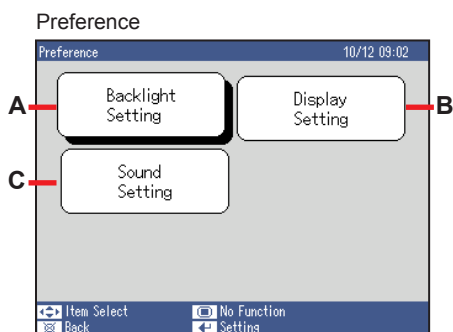 Preference
Preference 10/12 09:02
A
Backlight
Setting
Display
Setting
B
C
Sound
Setting
Item Select No Function
Back Setting